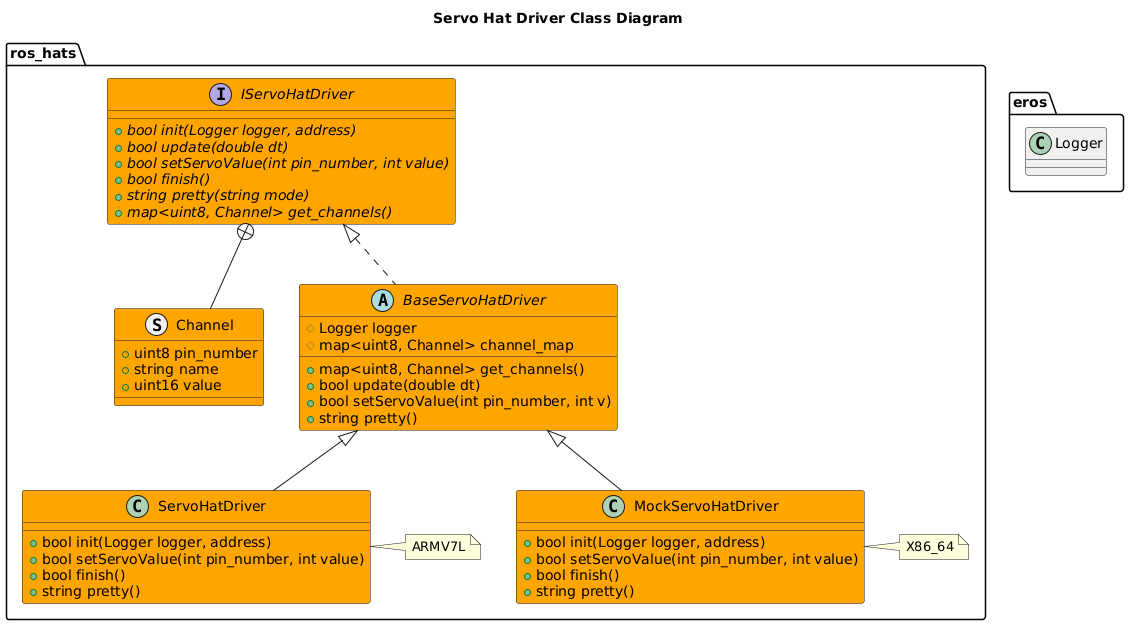 Servo Hat Driver Class Diagram
ros_hats
I IServoHatDriver
bool init(Logger logger, address)
bool update(double dt)
bool setServoValue(int pin_number, int value)
bool finish()
string pretty(string mode)
map<uint8, Channel> get_channels()
eros
C Logger
S Channel
uint8 pin_number
string name
uint16 value
A BaseServoHatDriver
Logger logger
map<uint8, Channel> channel_map
map<uint8, Channel> get_channels()
bool update(double dt)
bool setServoValue(int pin_number, int v)
string pretty()
C ServoHatDriver
bool init(Logger logger, address)
bool setServoValue(int pin_number, int value)
bool finish()
string pretty()
ARMV7L
C MockServoHatDriver
bool init(Logger logger, address)
bool setServoValue(int pin_number, int value)
bool finish()
string pretty()
X86_64